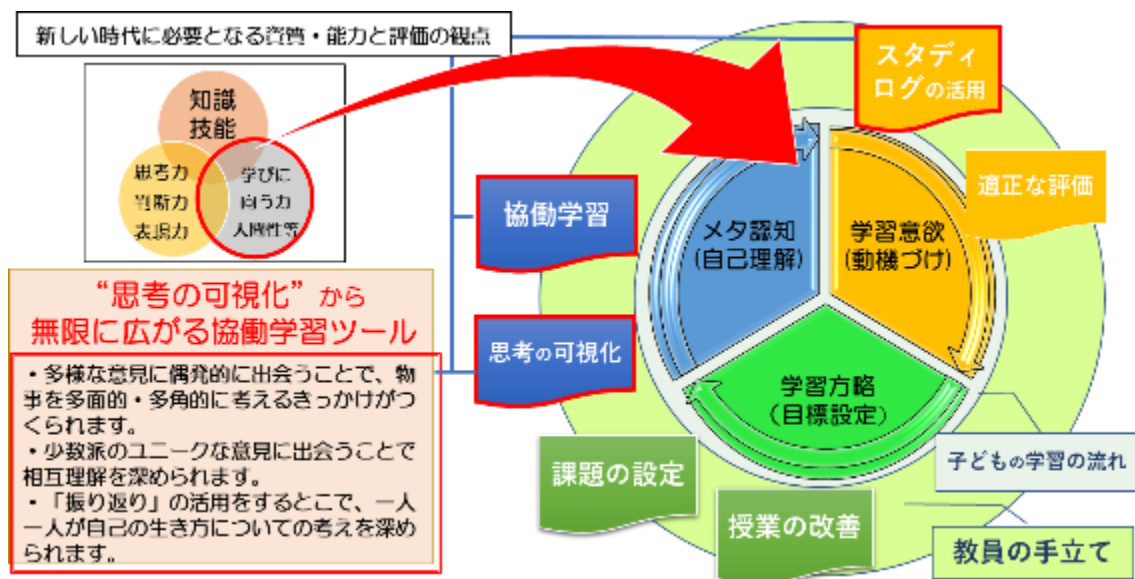 新しい時代に必要となる資質・能力と評価の観点
知識
技能
思考力
判断力
表現力
学びに
向う力
人間性等
“思考の可視化” から
無限に広がる協働学習ツール
・多様な意見に偶発的に出会うことで、物
事を多面的・多角的に考えるきっかけがつ
くられます。
・少数派のユニークな意見に出会うことで
相互理解を深められます。
・「振り返り」の活用をするとこで、一人
一人が自己の生き方についての考えを深め
られます。
協働学習
思考の可視化
スタディ
ログの活用
適正な評価
メタ認知
(自己理解)
学習意欲
(動機づけ)
学習方略
(目標設定)
課題の設定
授業の改善
子どもの学習の流れ
教員の手立て